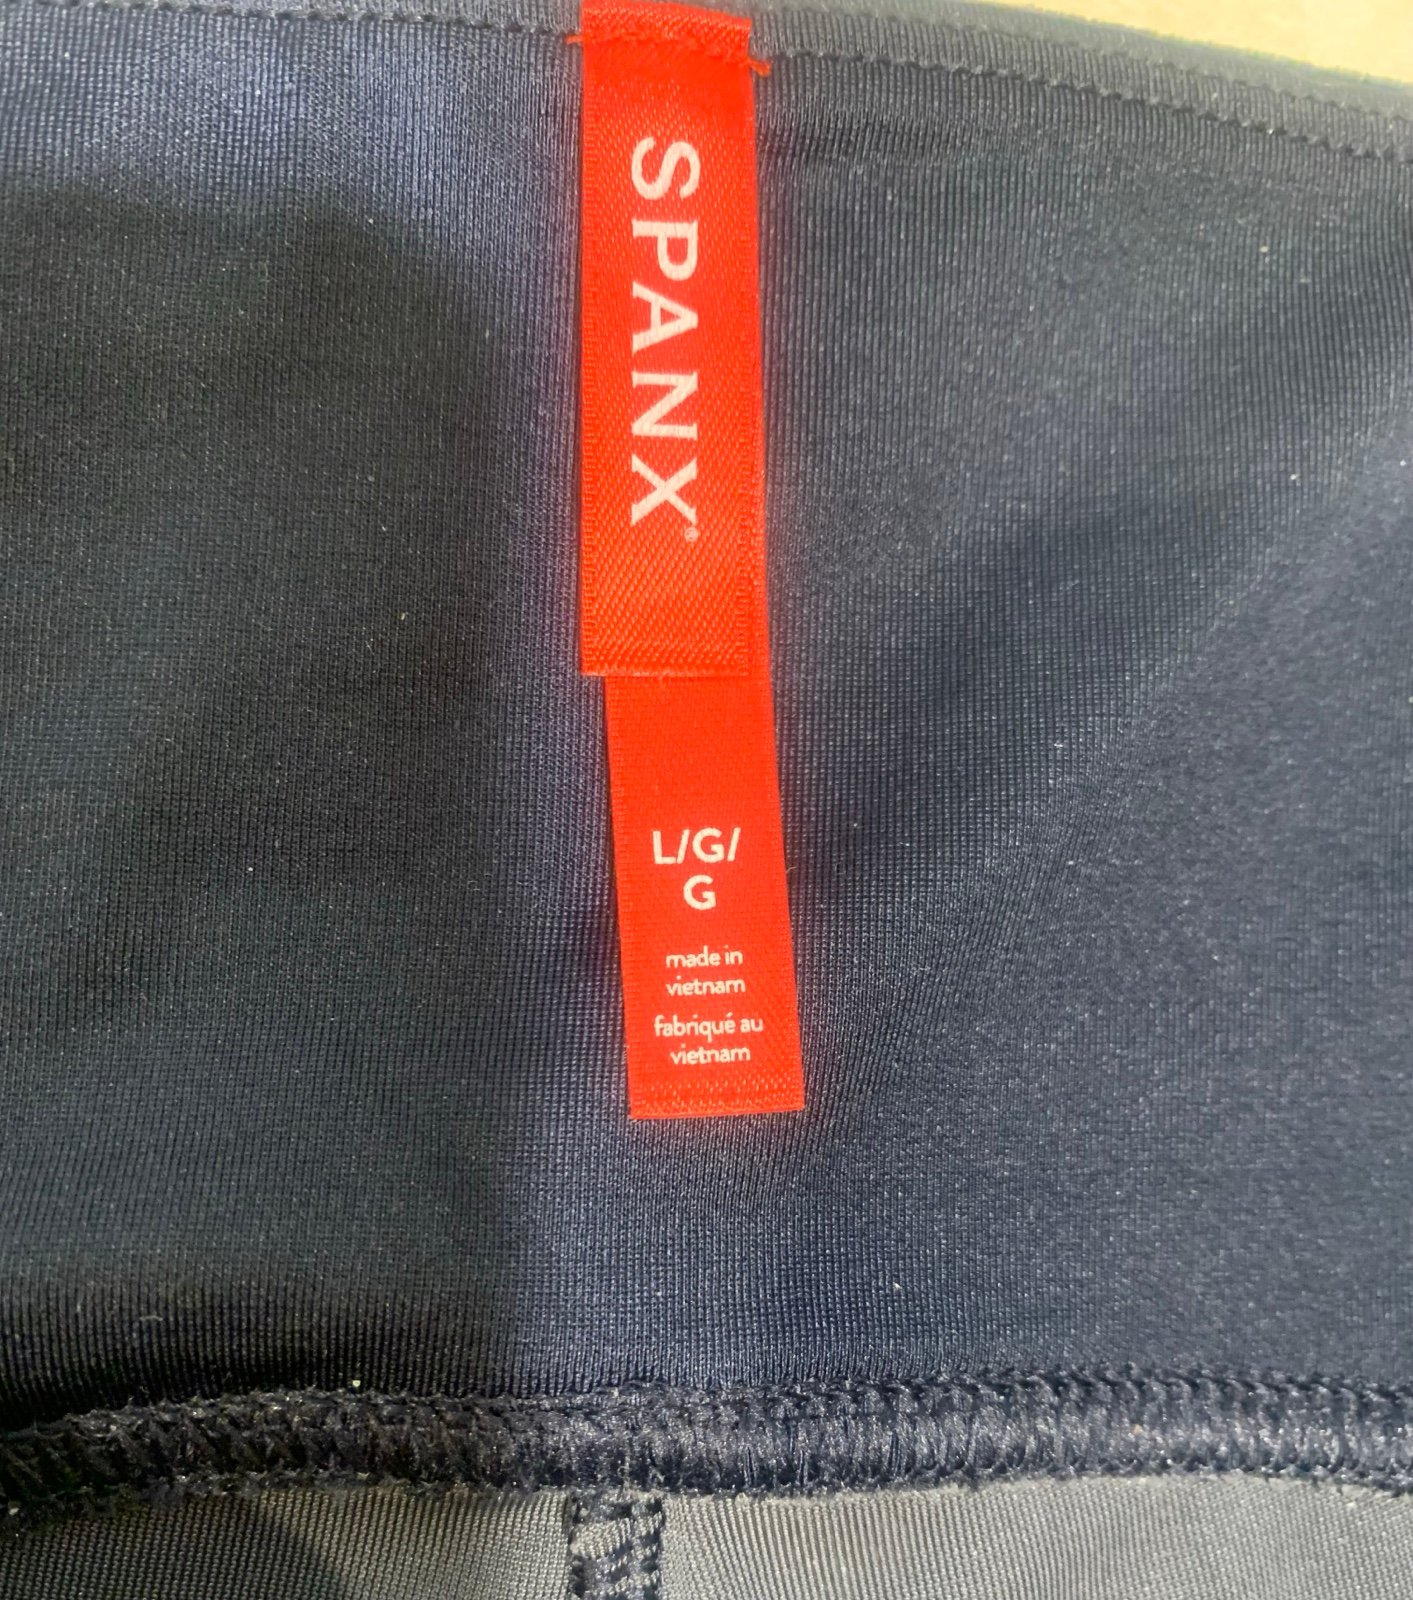 SPANX®
L/G/
G
made in
vietnam
fabriqué au
vietnam